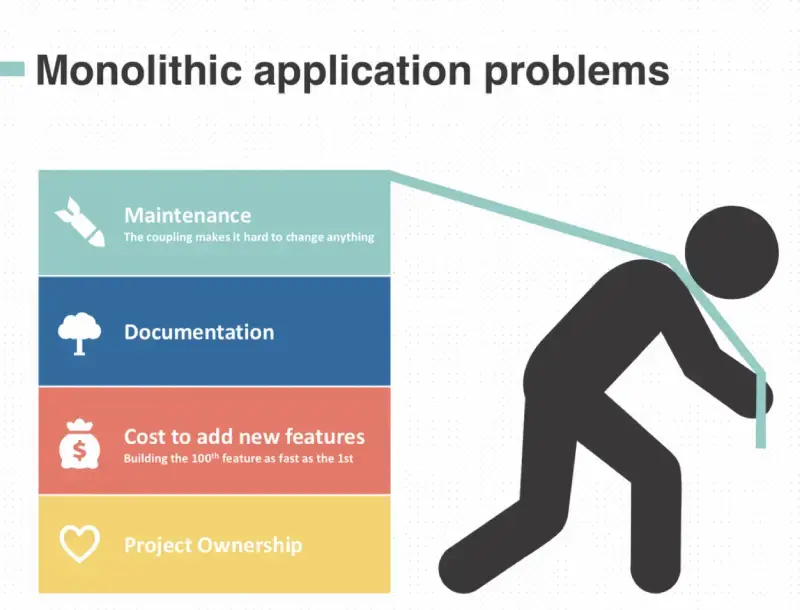 Monolithic application problems
Maintenance
The coupling makes it hard to change anything
Documentation
$
Cost to add new features
Building the 100th feature as fast as the 1st
Project Ownership